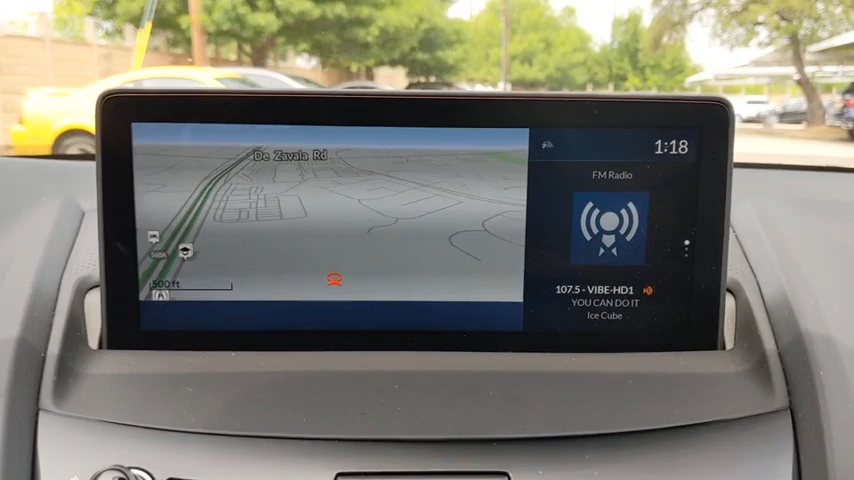 De Zavala Rd
560A
500 ft
1:18
FM Radio
107.5 - VIBE-HD1
YOU CAN DO IT
Ice Cube